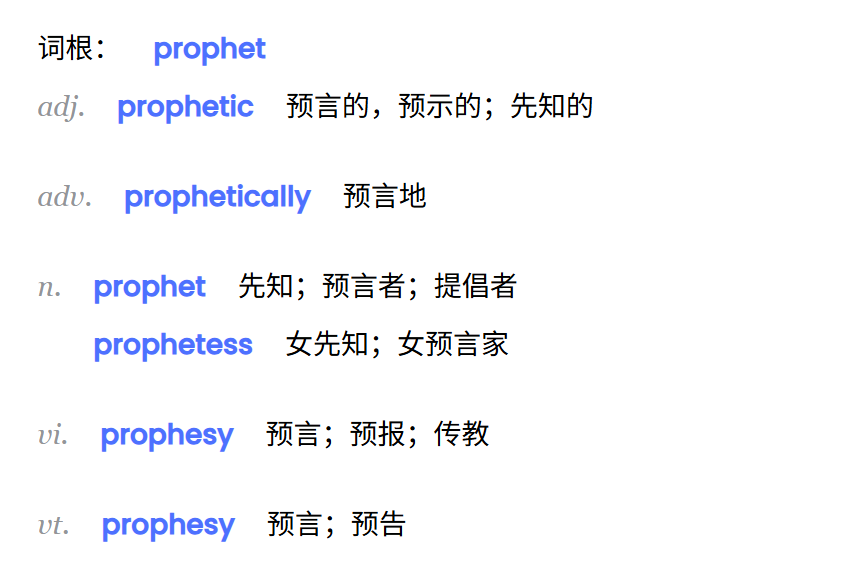 词根： prophet
adj. prophetic 预言的，预示的；先知的
adv. prophetically 预言地
n. prophet 先知；预言者；提倡者
prophetess 女先知；女预言家
vi. prophesy 预言；预报；传教
vt. prophesy 预言；预告